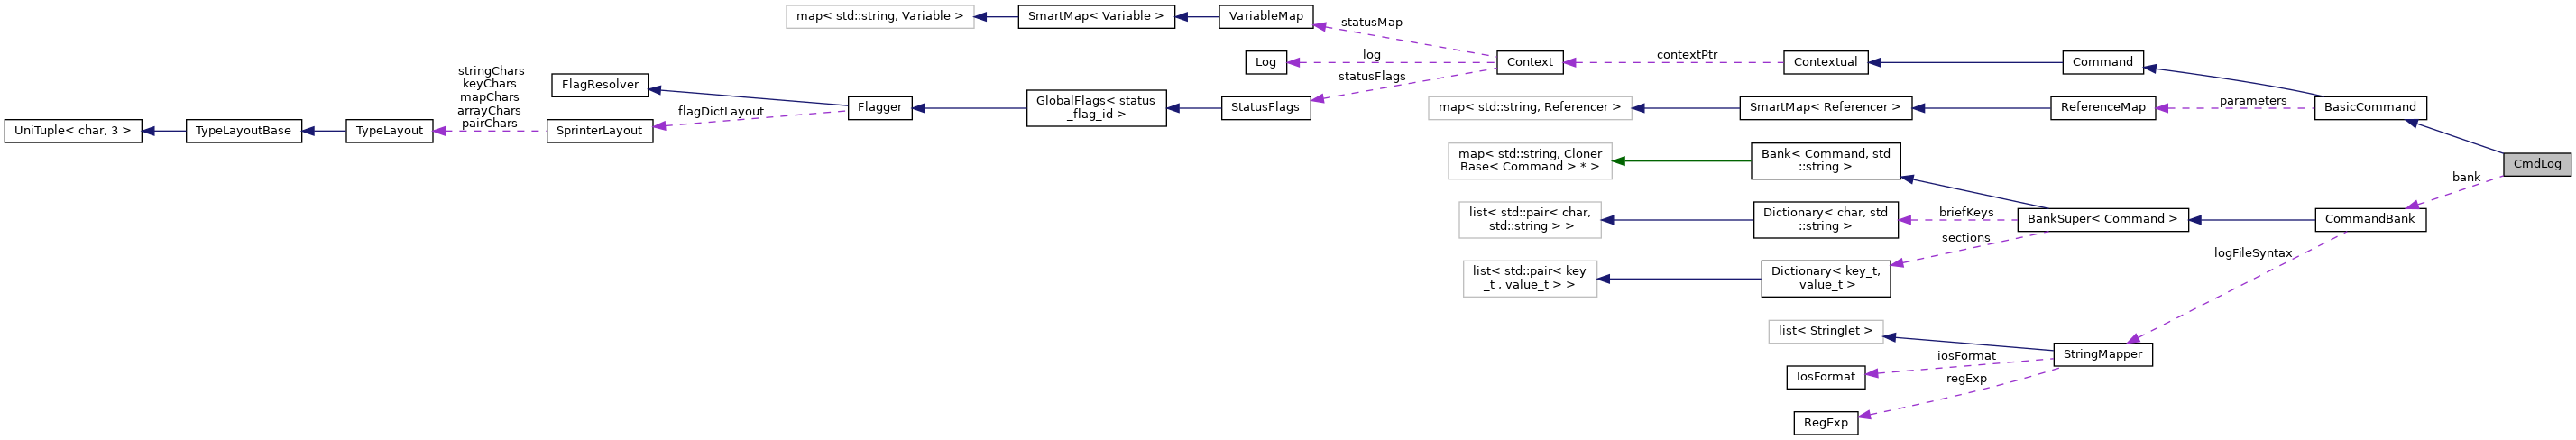 map< std::string, Variable >
SmartMap< Variable >
VariableMap
statusMap
Log
log
Context
contextPtr
Contextual
Command
statusFlags
stringChars
keyChars
mapChars
arrayChars
pairChars
FlagResolver
Flagger
flagDictLayout
GlobalFlags< status
_flag_id >
StatusFlags
map< std::string, Referencer >
SmartMap< Referencer >
ReferenceMap
parameters
BasicCommand
UniTuple< char, 3 >
TypeLayoutBase
TypeLayout
SprinterLayout
map< std::string, Cloner
Base< Command > * >
Bank< Command, std
::string >
CmdLog
bank
list< std::pair< char,
std::string > >
Dictionary< char, std
::string >
briefKeys
BankSuper< Command >
CommandBank
sections
logFileSyntax
list< std::pair< key
_t , value_t > >
Dictionary< key_t,
value_t >
list< Stringlet >
StringMapper
iosFormat
IosFormat
regExp
RegExp